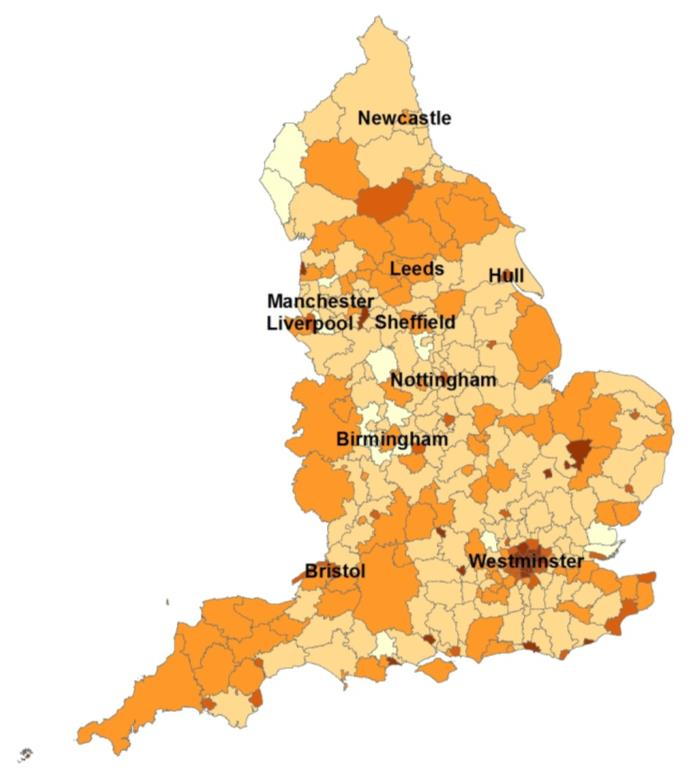 Newcastle
Leeds
Hull
Manchester
Liverpool
Sheffield
Nottingham
Birmingham
Westminster
Bristol